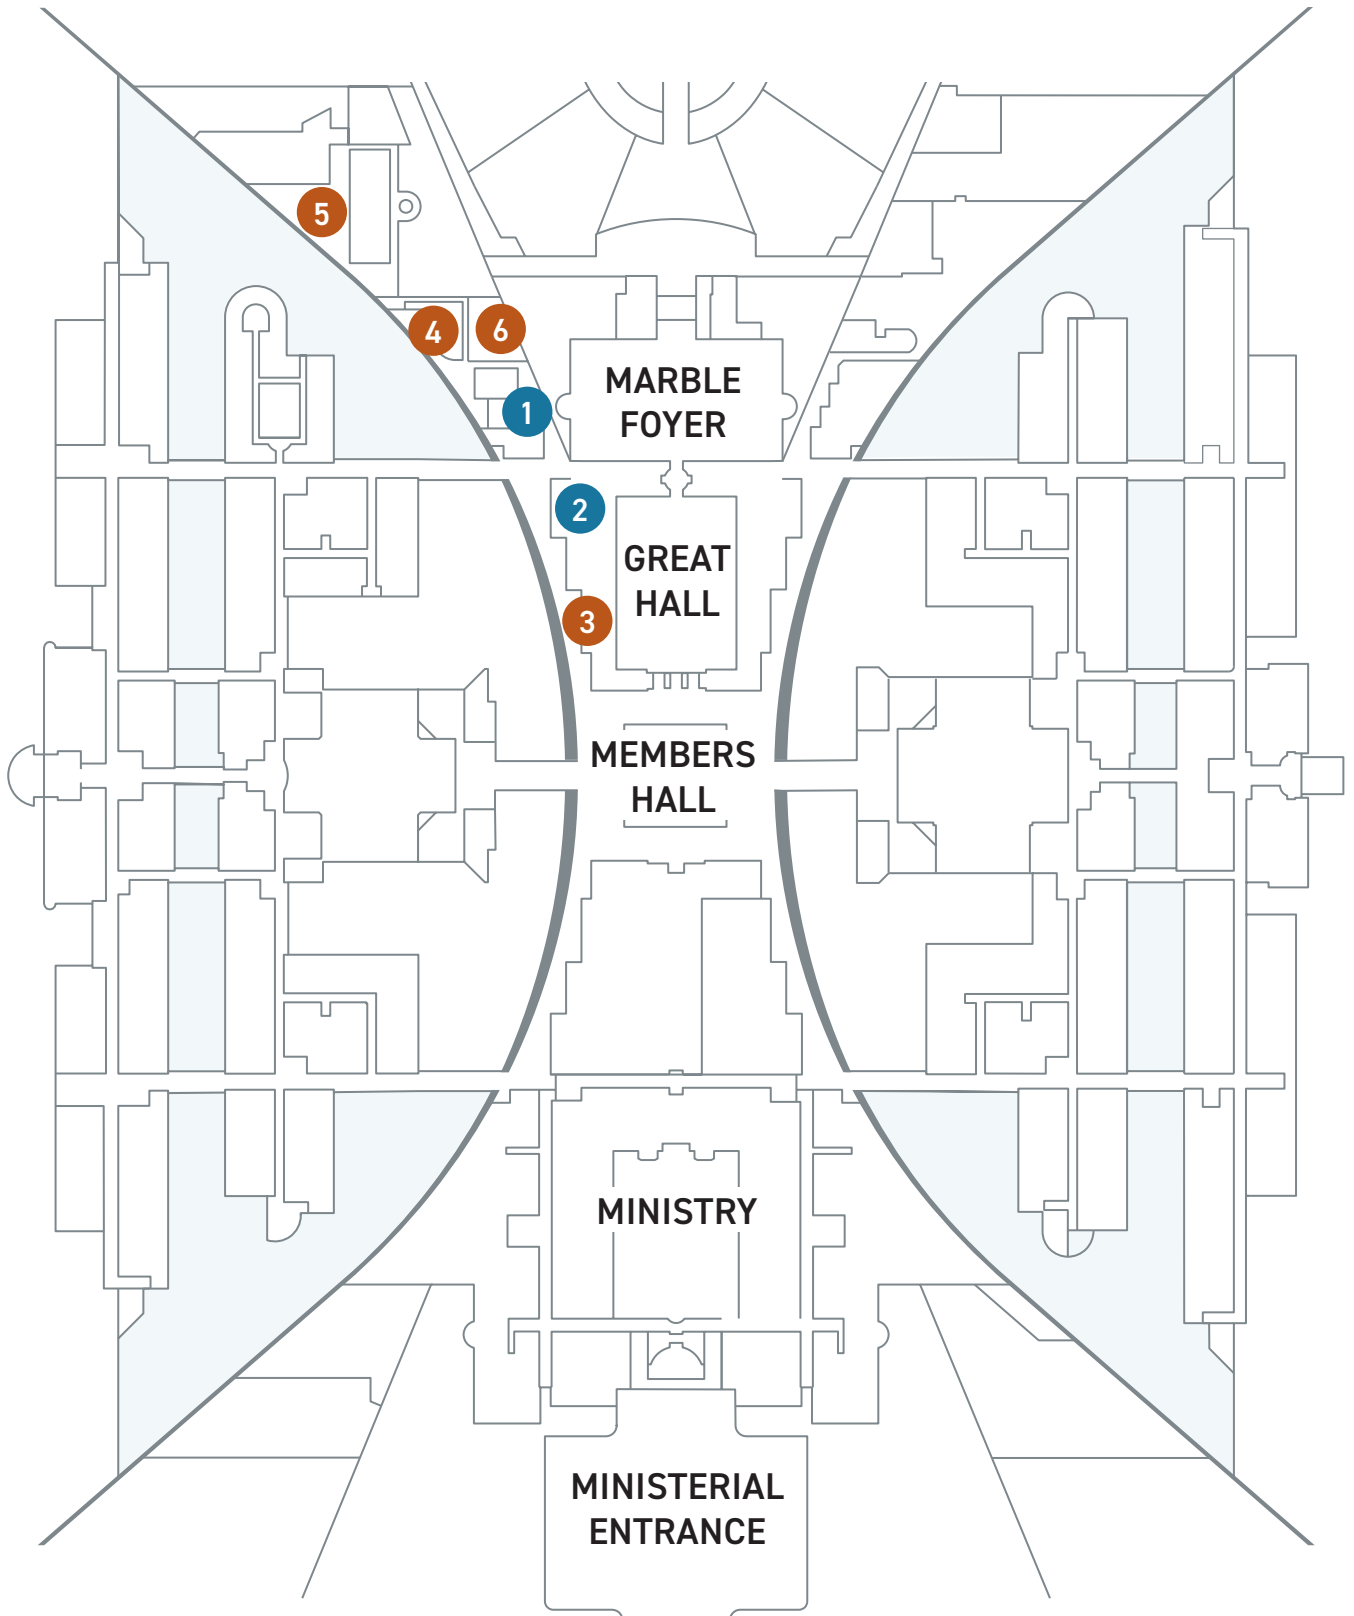 5
4
6
MARBLE
FOYER
1
2
GREAT
HALL
3
MEMBERS
HALL
MINISTRY
MINISTERIAL
ENTRANCE